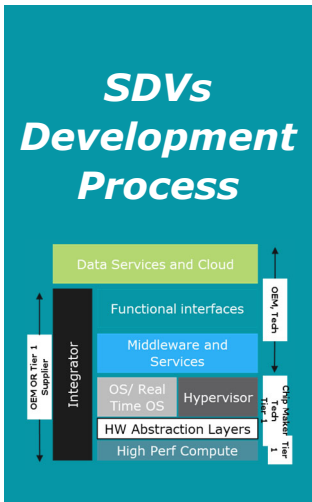 SDVs
Development
Process
Data Services and Cloud
Functional interfaces
Middleware and
Services
OS/ Real
Time OS
Hypervisor
HW Abstraction Layers
High Perf Compute
Integrator
OEM OR Tier 1
Supplier
OEM, Tech
Chip Maker Tier
Tech 1
Tier 1